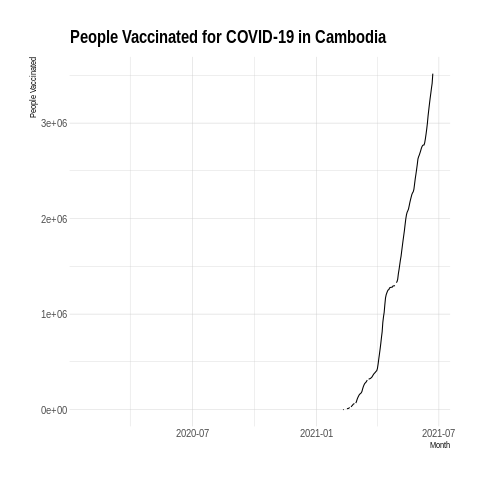 People Vaccinated for COVID-19 in Cambodia
People Vaccinated
3e+06
2e+06
1e+06
0e+00
2020-07
2021-01
2021-07
Month